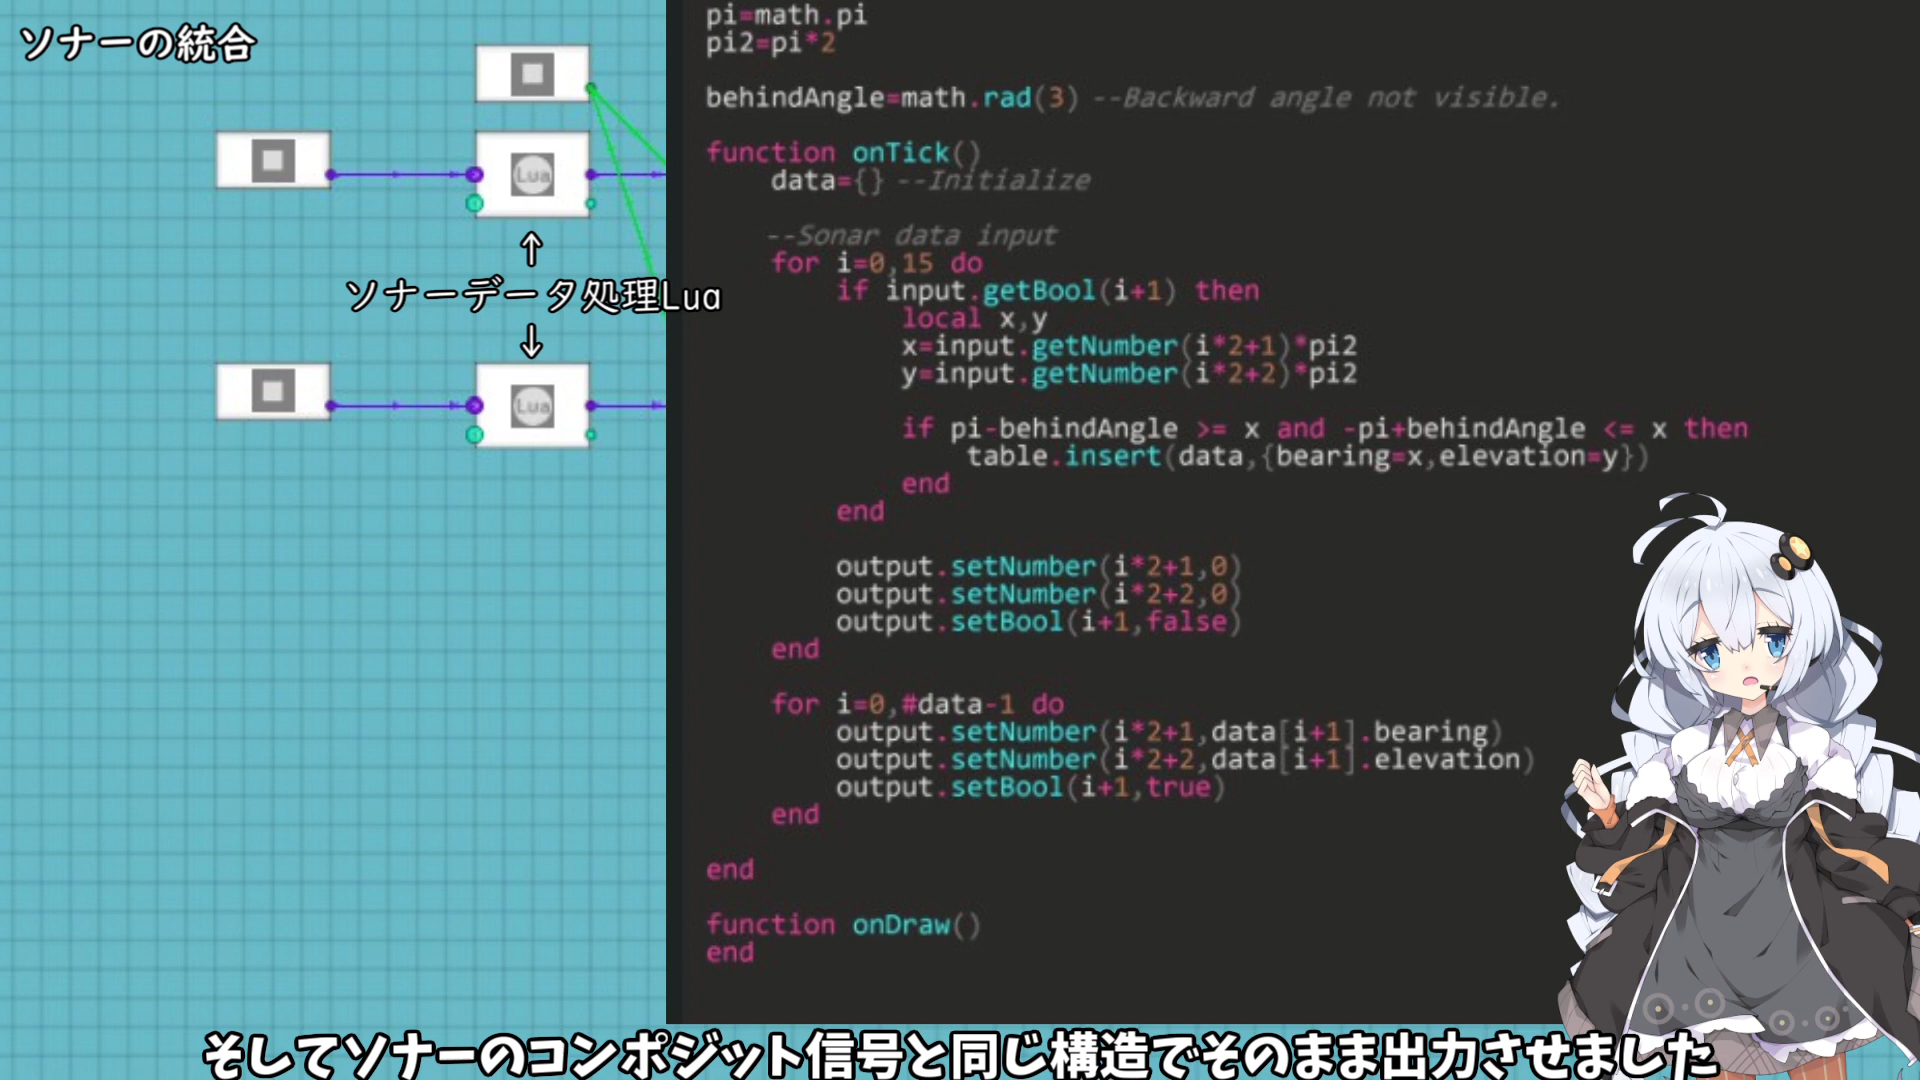 ソナーの統合
Lua
↑
ソナーデータ処理Lua
↓
Lua
pi=math.pi
pi2=pi*2
behindAngle=math.rad(3) --Backward angle not visible.
function onTick()
data={} --Initialize
--Sonar data input
for i=0,15 do
if input.getBool(i+1) then
local x,y
x=input.getNumber(i*2+1)*pi2
y=input.getNumber(i*2+2)*pi2
if pi-behindAngle >= x and -pi+behindAngle <= x then
table.insert(data,{bearing=x,elevation=y})
end
end
output.setNumber(i*2+1,0)
output.setNumber(i*2+2,0)
output.setBool(i+1,false)
end
for i=0,#data-1 do
output.setNumber(i*2+1,data[i+1].bearing)
output.setNumber(i*2+2,data[i+1].elevation)
output.setBool(i+1,true)
end
end
function onDraw()
end
そしてソナーのコンポジット信号と同じ構造でそのまま出力させました